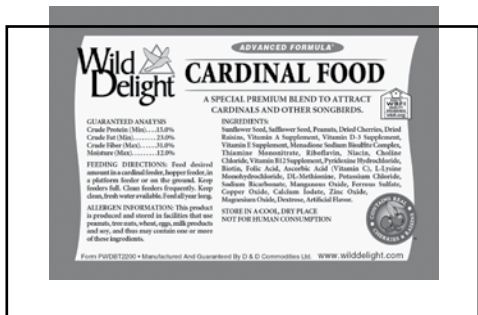 Wild
Delight
ADVANCED FORMULA
CARDINAL FOOD
A SPECIAL PREMIUM BLEND TO ATTRACT
CARDINALS AND OTHER SONGBIRDS.
GUARANTEED ANALYSIS
Crude Protein (Min)....15.0%
Crude Fat (Min)........23.0%
Crude Fiber (Max)....31.0%
Moisture (Max).........12.0%
FEEDING DIRECTIONS: Feed desired
amount in a cardinal feeder, hopper feeder, in
a platform feeder or on the ground. Keep
feeders full. Clean feeders frequently. Keep
clean, fresh water available. Feed all year long.
ALLERGEN INFORMATION: This product
is produced and stored in facilities that use
peanuts, tree nuts, wheat, eggs, milk products
and soy, and thus may contain one or more
of these ingredients.
INGREDIENTS:
Sunflower Seed, Safflower Seed, Peanuts, Dried Cherries, Dried
Raisins, Vitamin A Supplement, Vitamin D-3 Supplement,
Vitamin E Supplement, Menadione Sodium Bisulfite Complex,
Thiamine Mononitrate, Riboflavin, Niacin, Choline
Chloride, Vitamin B12 Supplement, Pyridoxine Hydrochloride,
Biotin, Folic Acid, Ascorbic Acid (Vitamin C), L-Lysine
Monohydrochloride, DL-Methionine, Potassium Chloride,
Sodium Bicarbonate, Manganous Oxide, Ferrous Sulfate,
Copper Oxide, Calcium Iodate, Zinc Oxide,
Magnesium Oxide, Dextrose, Artificial Flavor.
STORE IN A COOL, DRY PLACE
NOT FOR HUMAN CONSUMPTION
WBFI
CONTAINS REAL
CHERRIES & RAISINS
Form PWDBT2200 • Manufactured And Guaranteed By D & D Commodities Ltd. www.wilddelight.com